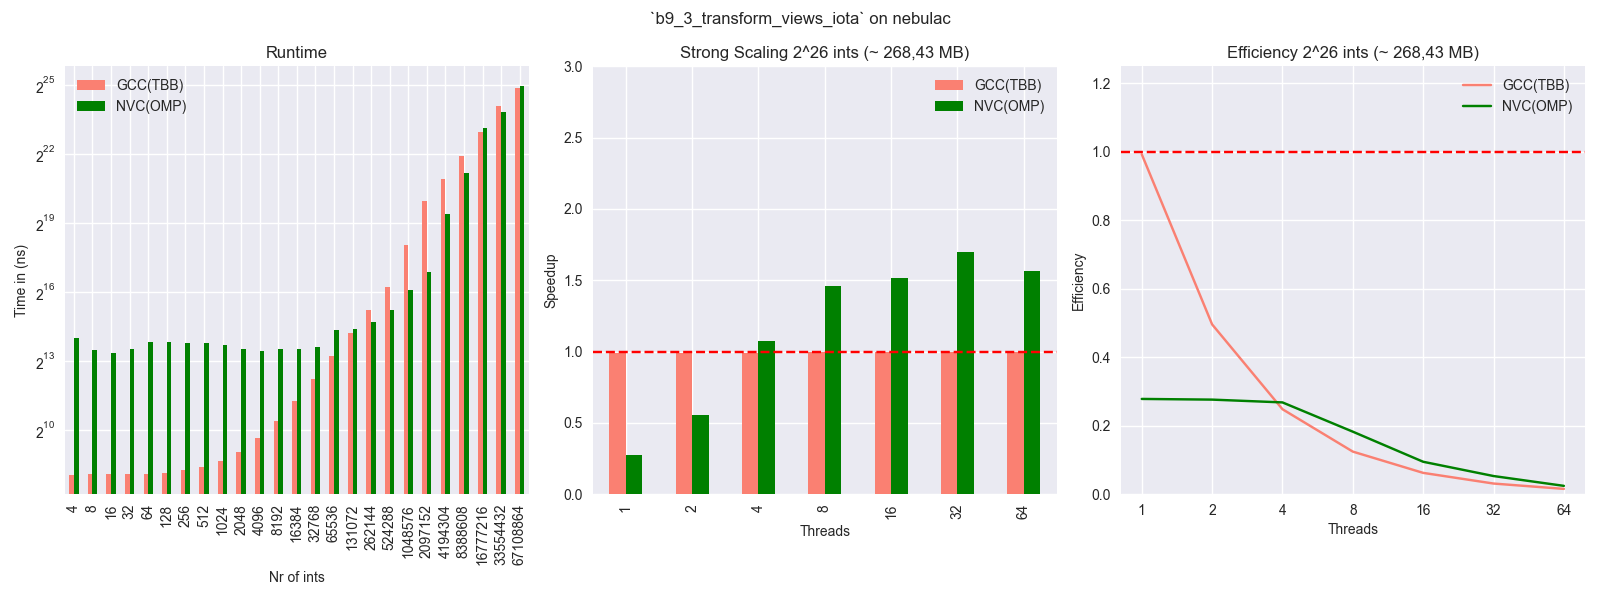 `b9_3_transform_views_iota` on nebulac
Runtime
Time in (ns)
2^25
2^22
2^19
2^16
2^13
2^10
GCC(TBB)
NVC(OMP)
4 8 16 32 64 128 256 512 1024 2048 4096 8192 16384 32768 65536 131072 262144 524288 1048576 2097152 4194304 8388608 16777216 33554432 67108864
Nr of ints
Strong Scaling 2^26 ints (~ 268,43 MB)
Speedup
3.0
2.5
2.0
1.5
1.0
0.5
0.0
GCC(TBB)
NVC(OMP)
1 2 4 8 16 32 64
Threads
Efficiency 2^26 ints (~ 268,43 MB)
Efficiency
1.2
1.0
0.8
0.6
0.4
0.2
0.0
GCC(TBB)
NVC(OMP)
1 2 4 8 16 32 64
Threads